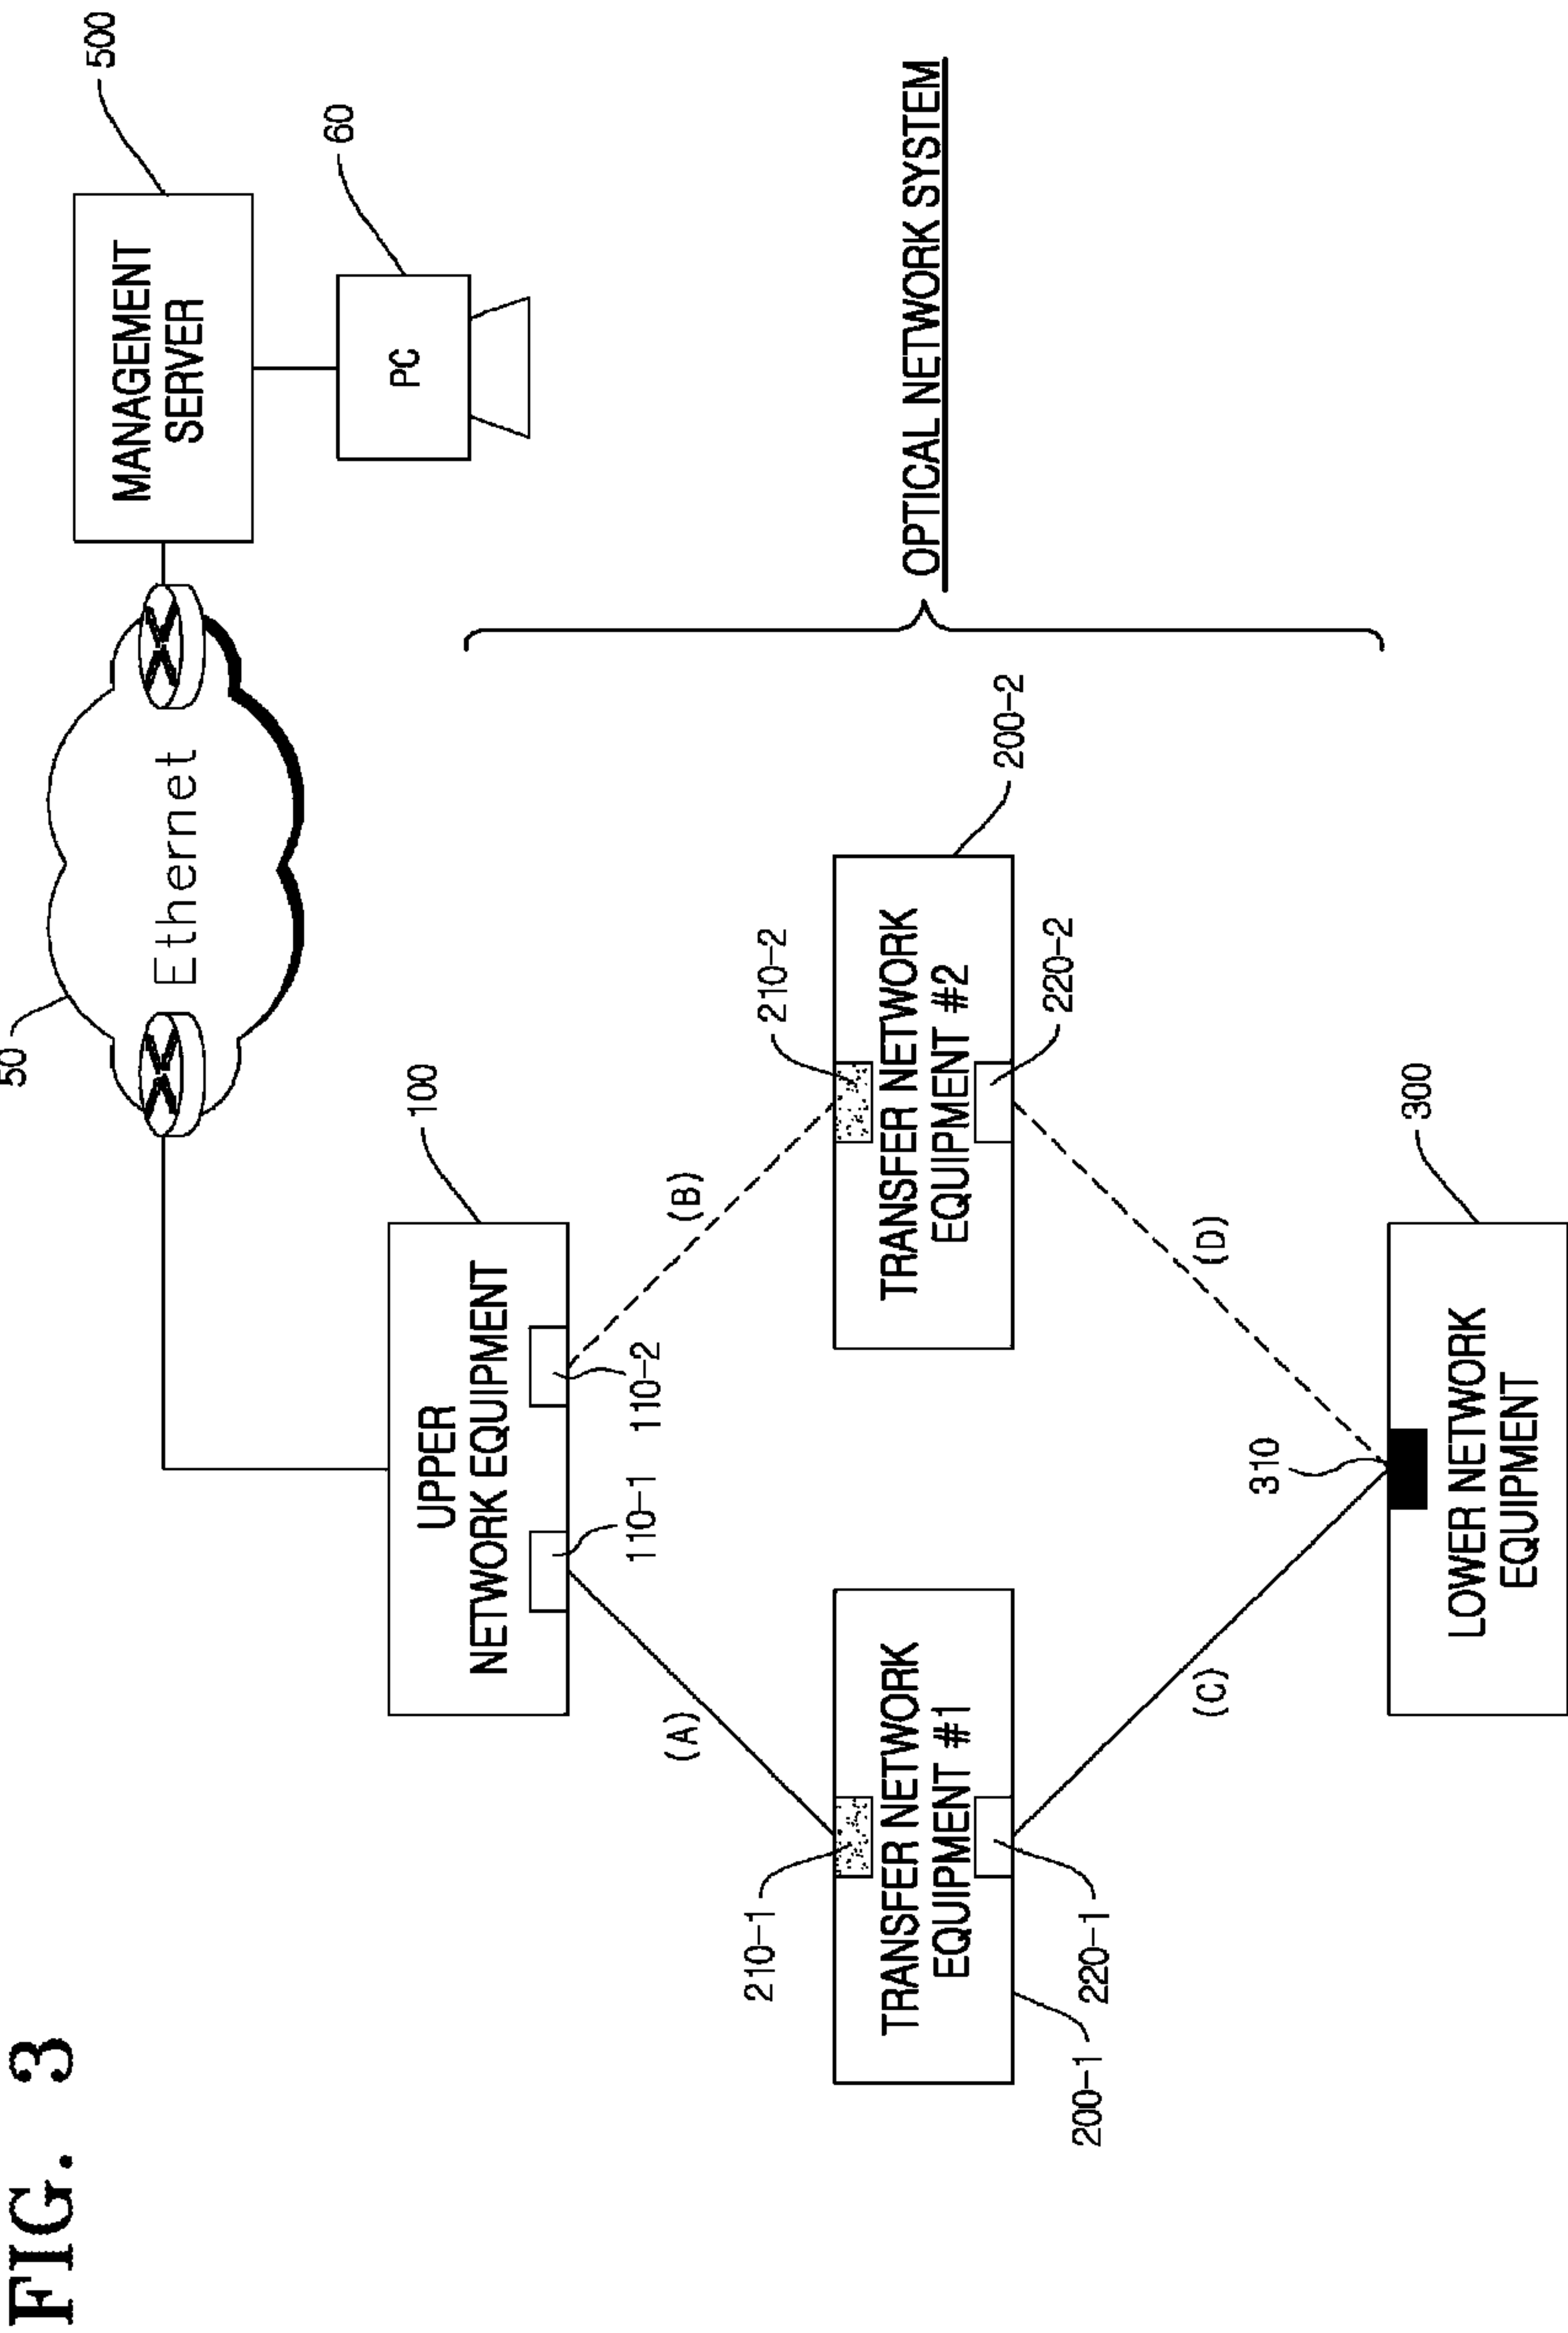 FIG. 3
50
Ethernet
500
MANAGEMENT
SERVER
60
PC
100
UPPER
NETWORK EQUIPMENT
110-1
110-2
(A)
(B)
OPTICAL NETWORK SYSTEM
210-1
TRANSFER NETWORK
EQUIPMENT #1
220-1
200-1
210-2
TRANSFER NETWORK
EQUIPMENT #2
220-2
200-2
(C)
(D)
310
300
LOWER NETWORK
EQUIPMENT